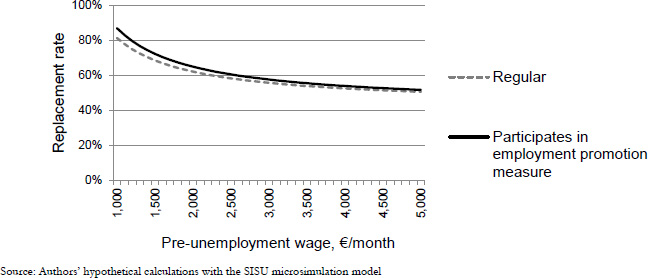 100%
80%
60%
40%
20%
0%
Replacement rate
1,000
1,500
2,000
2,500
3,000
3,500
4,000
4,500
5,000
Pre-unemployment wage, €/month
Regular
Participates in
employment promotion
measure
Source: Authors' hypothetical calculations with the SISU microsimulation model